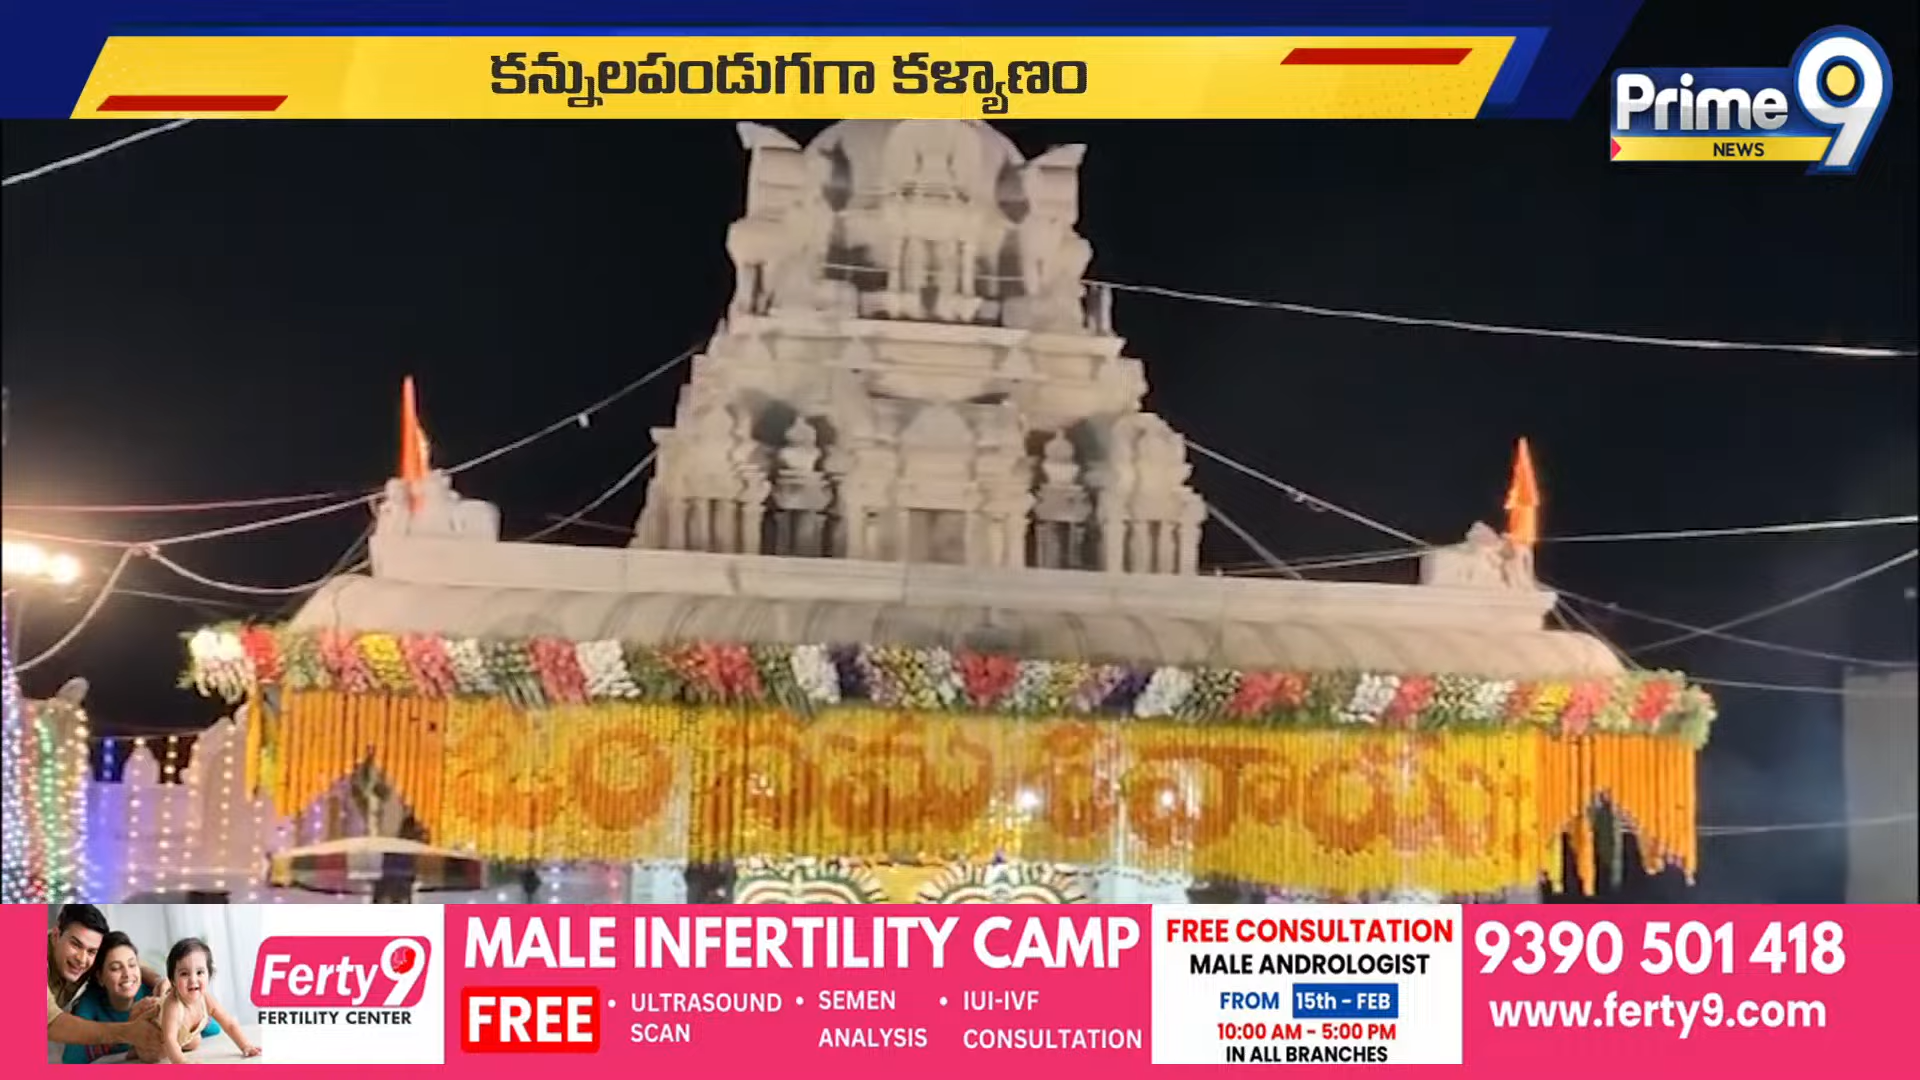 కన్నులపండుగగా కళ్యాణం
Prime9
NEWS
ఓం నమః శివాయ
Ferty9
FERTILITY CENTER
MALE INFERTILITY CAMP
FREE
• ULTRASOUND SCAN
• SEMEN ANALYSIS
• IUI-IVF CONSULTATION
FREE CONSULTATION
MALE ANDROLOGIST
FROM 15th - FEB
10:00 AM - 5:00 PM
IN ALL BRANCHES
9390 501 418
www.ferty9.com